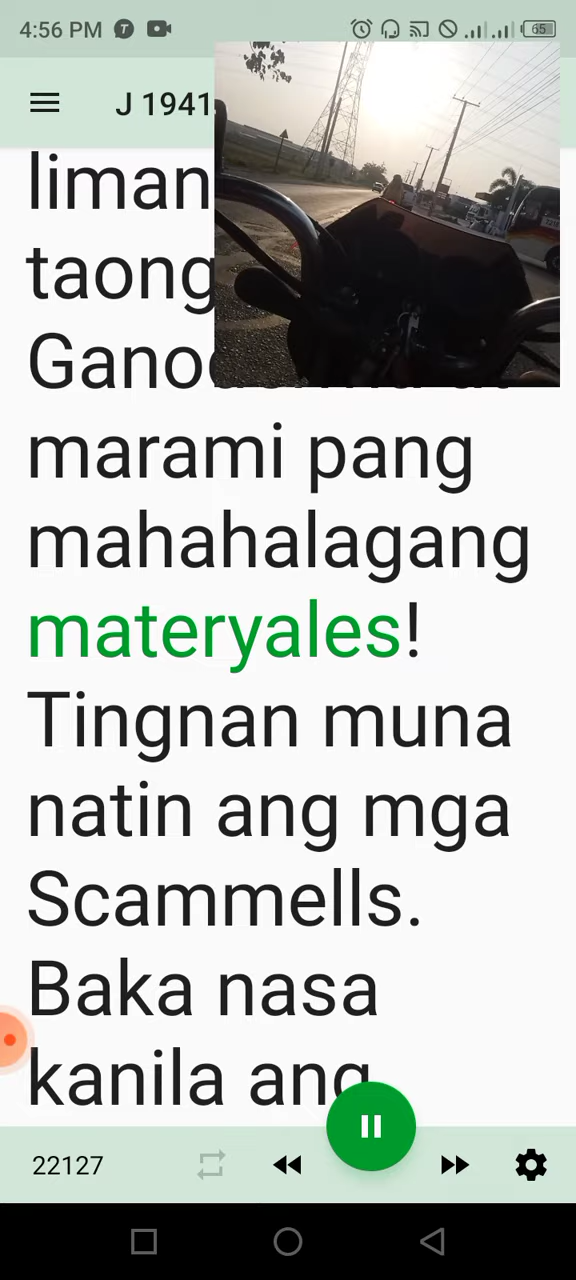 4:56 PM
65
J 1941
liman
taong
marami pang
mahahalagang
materyales!
Tingnan muna
natin ang mga
Scammells.
Baka nasa
kanila ang
22127